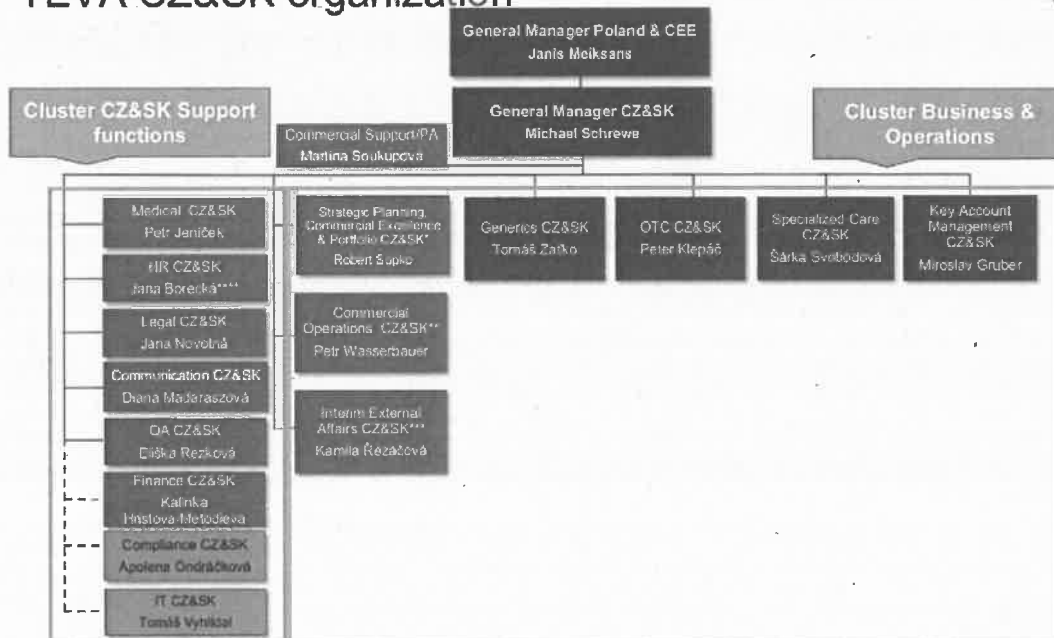 TEVA CZ&SK organization
General Manager Poland & CEE
Janis Meiksans
General Manager CZ&SK
Michael Schrewe
Cluster CZ&SK Support
functions
Commercial Support/PA
Martina Soukupová
Cluster Business &
Operations
Medical CZ&SK
Petr Jeníček
HR CZ&SK
Jana Borecká****
Legal CZ&SK
Jana Novotná
Communication CZ&SK
Diana Madaraszová
QA CZ&SK
Eliška Rezková
Finance CZ&SK
Kalinka
Hristova-Metodieva
Compliance CZ&SK
Apolena Ondráčková
IT CZ&SK
Tomáš Vyhlídal
Strategic Planning,
Commercial Excellence
& Portfolio CZ&SK*
Robert Supko
Commercial
Operations CZ&SK**
Petr Wasserbauer
Interim External
Affairs CZ&SK***
Kamila Řezáčová
Generics CZ&SK
Tomáš Zaťko
OTC CZ&SK
Peter Klepáč
Specialized Care
CZ&SK
Šárka Svobodová
Key Account
Management
CZ&SK
Miroslav Gruber